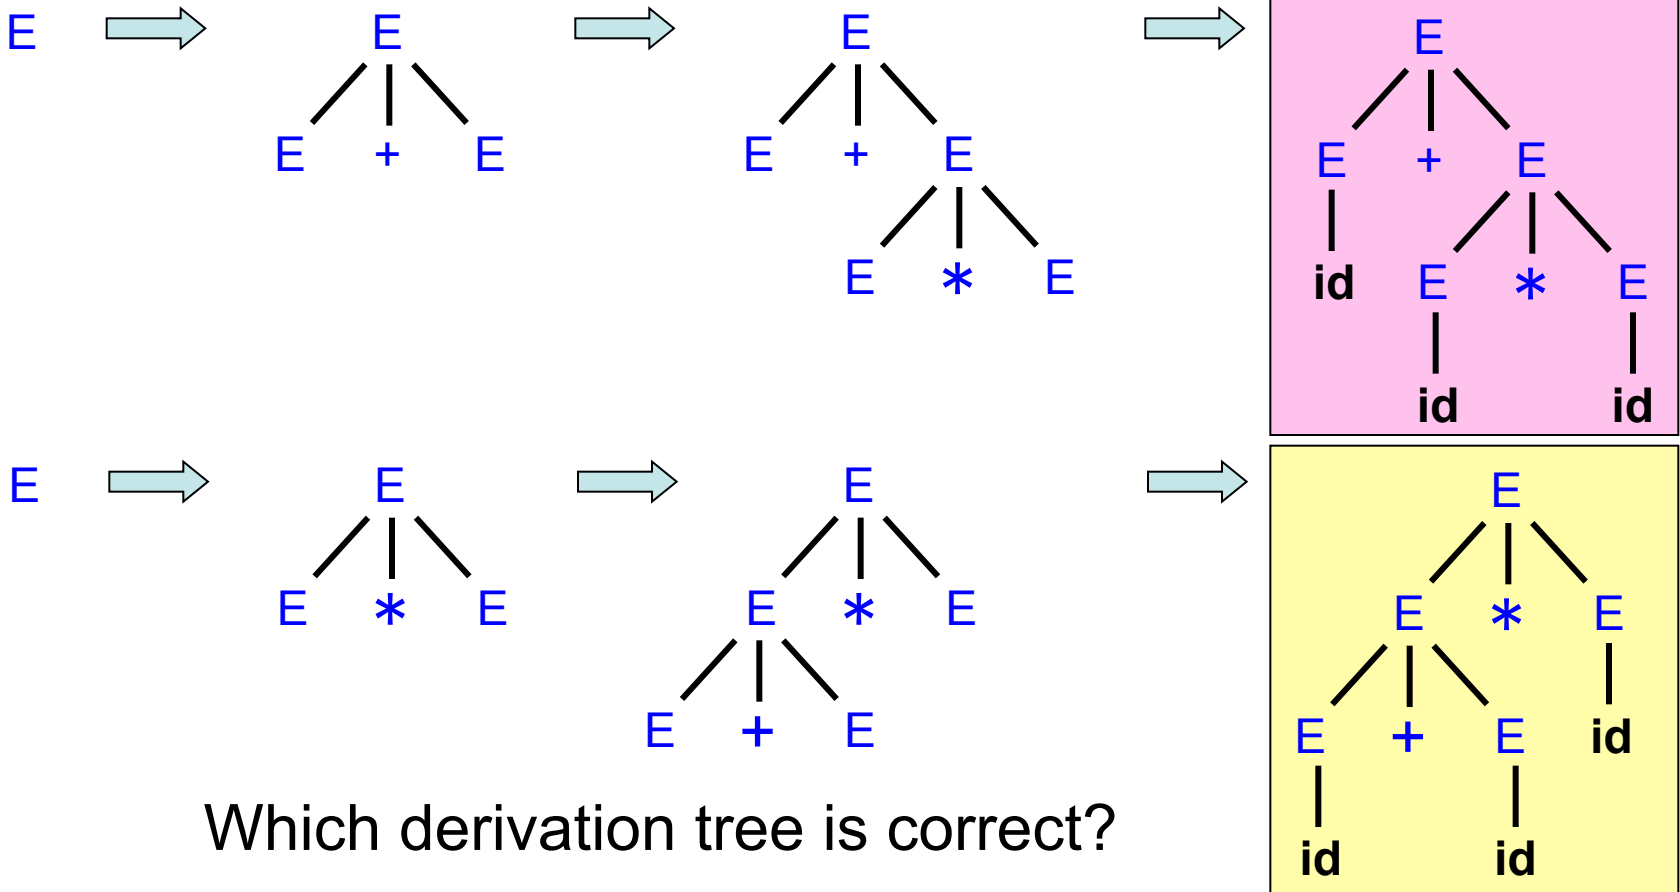 E E E E
E + E E + E E + E
E * E id E * E
id id
E E E E
E * E E * E E * E
E + E E + E id
Which derivation tree is correct?
id id